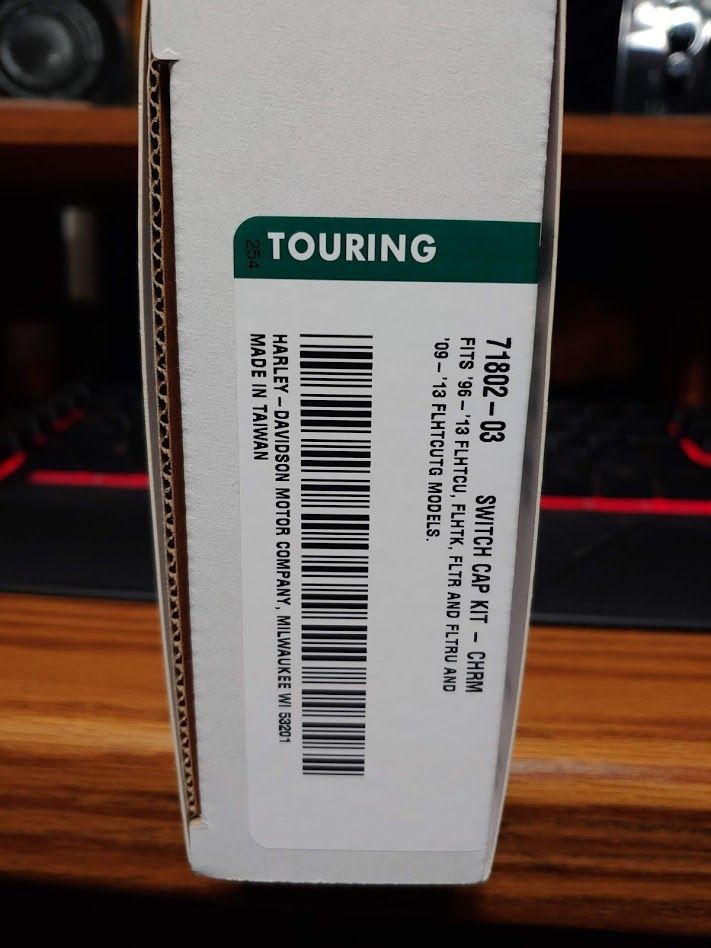 254
TOURING
71802-03 SWITCH CAP KIT - CHRM
FITS '96-'13 FLHTCU, FLHTK, FLTR AND FLTRU AND
'09-'13 FLHTCUTG MODELS.
HARLEY-DAVIDSON MOTOR COMPANY, MILWAUKEE WI 53201
MADE IN TAIWAN